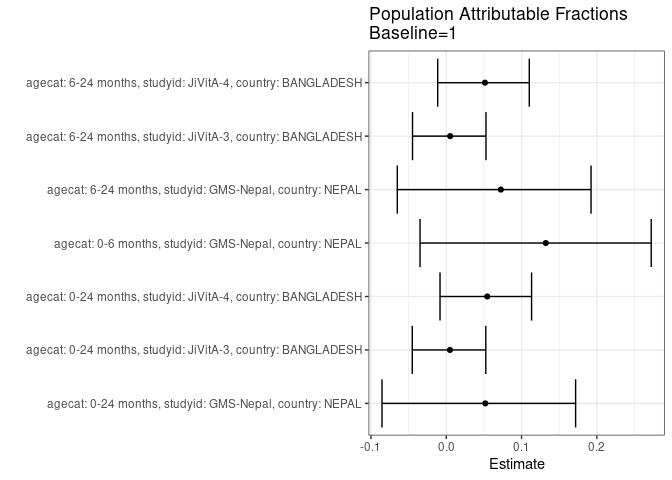 Population Attributable Fractions
Baseline=1
agecat: 6-24 months, studyid: JiVitA-4, country: BANGLADESH
agecat: 6-24 months, studyid: JiVitA-3, country: BANGLADESH
agecat: 6-24 months, studyid: GMS-Nepal, country: NEPAL
agecat: 0-6 months, studyid: GMS-Nepal, country: NEPAL
agecat: 0-24 months, studyid: JiVitA-4, country: BANGLADESH
agecat: 0-24 months, studyid: JiVitA-3, country: BANGLADESH
agecat: 0-24 months, studyid: GMS-Nepal, country: NEPAL
-0.1 0.0 0.1 0.2
Estimate